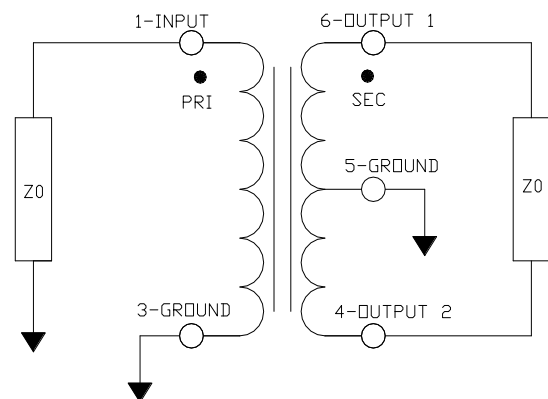 1-INPUT
6-OUTPUT 1
PRI
SEC
5-GROUND
Z0
Z0
3-GROUND
4-OUTPUT 2